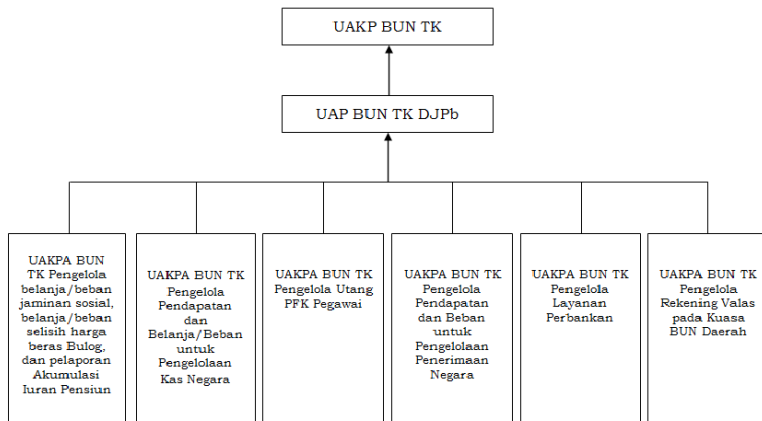 UAKP BUN TK
UAP BUN TK DJPb
UAKPA BUN
TK Pengelola
belanja/beban
jaminan sosial,
belanja/beban
selisih harga
beras Bulog,
dan pelaporan
Akumulasi
Iuran Pensiun
UAKPA BUN TK
Pengelola
Pendapatan
dan
Belanja/Beban
untuk
Pengelolaan
Kas Negara
UAKPA BUN TK
Pengelola Utang
PFK Pegawai
UAKPA BUN TK
Pengelola
Pendapatan
dan Beban
untuk
Pengelolaan
Penerimaan
Negara
UAKPA BUN TK
Pengelola
Layanan
Perbankan
UAKPA BUN TK
Pengelola
Rekening Valas
pada Kuasa
BUN Daerah